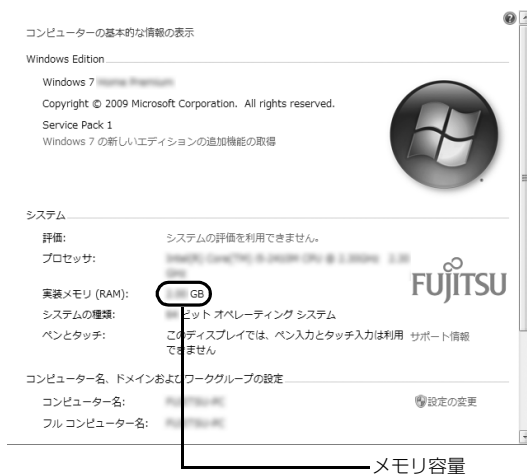 コンピューターの基本的な情報の表示
Windows Edition
Windows 7
Copyright © 2009 Microsoft Corporation. All rights reserved.
Service Pack 1
Windows 7 の新しいエディションの追加機能の取得
システム
評価: システムの評価を利用できません。
プロセッサ:
実装メモリ (RAM): GB
システムの種類: ビット オペレーティング システム
ペンとタッチ: このディスプレイでは、ペン入力とタッチ入力は利用できません
FUJITSU
サポート情報
コンピューター名、ドメインおよびワークグループの設定
コンピューター名: 設定の変更
フル コンピューター名:
メモリ容量